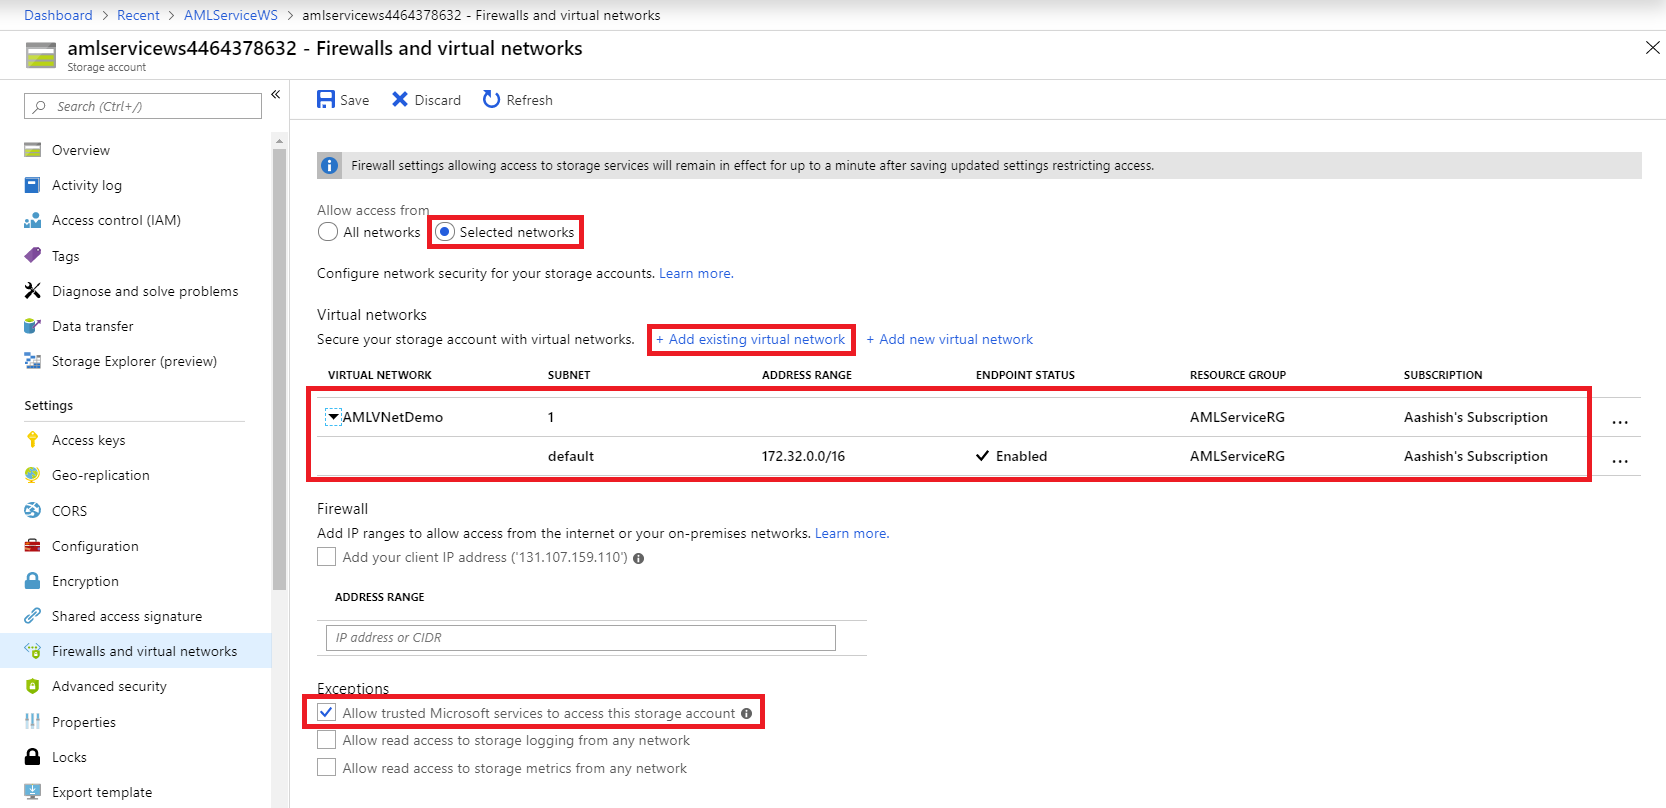 Dashboard > Recent > AMLServiceWS > amlservicews4464378632 - Firewalls and virtual networks
amlservicews4464378632 - Firewalls and virtual networks
Storage account
Search (Ctrl+/)
Overview
Activity log
Access control (IAM)
Tags
Diagnose and solve problems
Data transfer
Storage Explorer (preview)
Settings
Access keys
Geo-replication
CORS
Configuration
Encryption
Shared access signature
Firewalls and virtual networks
Advanced security
Properties
Locks
Export template
Save Discard Refresh
Firewall settings allowing access to storage services will remain in effect for up to a minute after saving updated settings restricting access.
Allow access from
All networks Selected networks
Configure network security for your storage accounts. Learn more.
Virtual networks
Secure your storage account with virtual networks. + Add existing virtual network + Add new virtual network
VIRTUAL NETWORK SUBNET ADDRESS RANGE ENDPOINT STATUS RESOURCE GROUP SUBSCRIPTION
AMLVNetDemo 1 AMLServiceRG Aashish's Subscription ...
default 172.32.0.0/16 Enabled AMLServiceRG Aashish's Subscription ...
Firewall
Add IP ranges to allow access from the internet or your on-premises networks. Learn more.
Add your client IP address ('131.107.159.110')
ADDRESS RANGE
IP address or CIDR
Exceptions
Allow trusted Microsoft services to access this storage account
Allow read access to storage logging from any network
Allow read access to storage metrics from any network